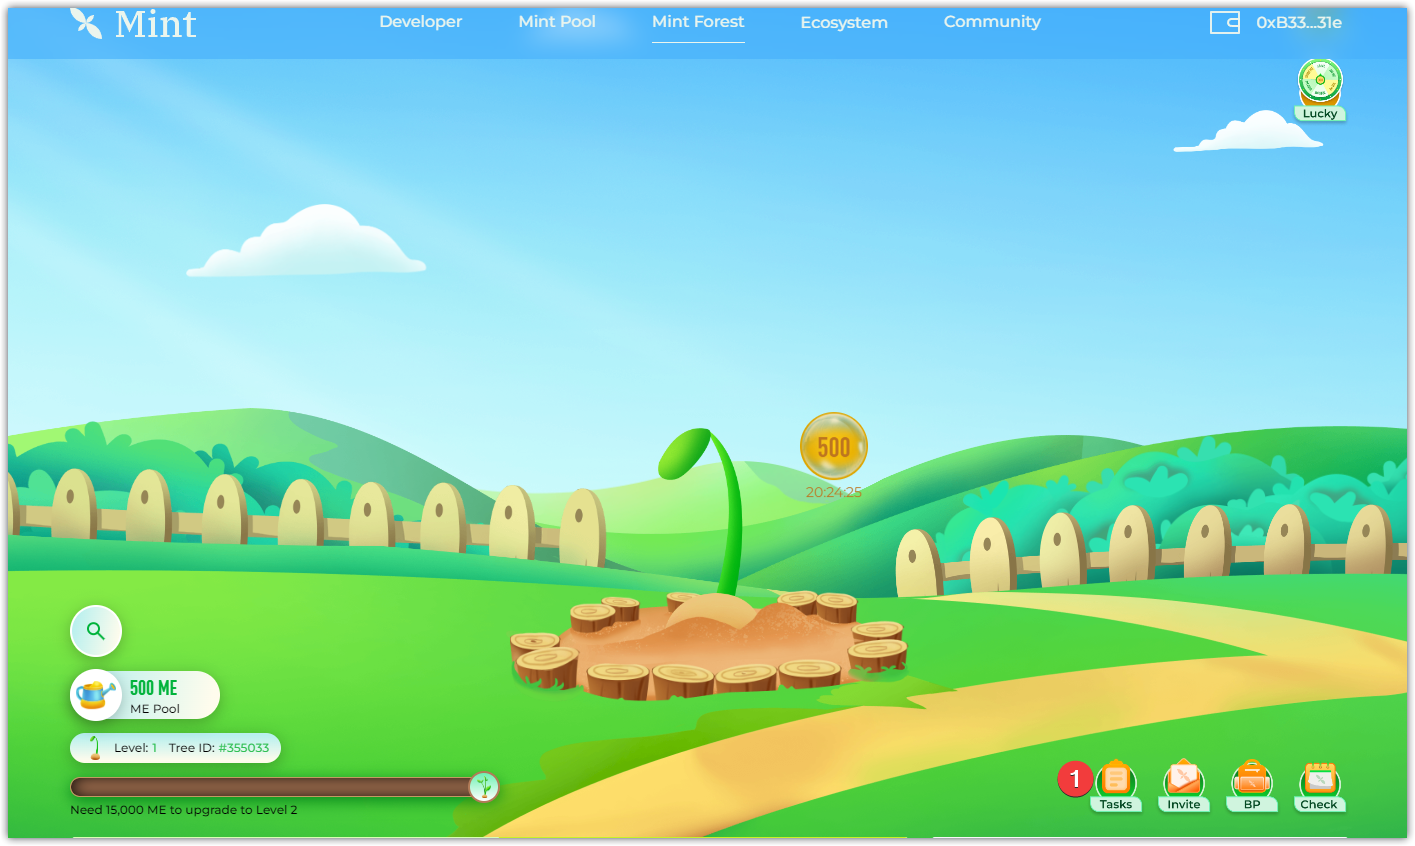 Mint
Developer
Mint Pool
Mint Forest
Ecosystem
Community
0xB33...31e
Lucky
500
20:24:25
500 ME
ME Pool
Level: 1 Tree ID: #355033
Need 15,000 ME to upgrade to Level 2
1
Tasks
Invite
BP
Check